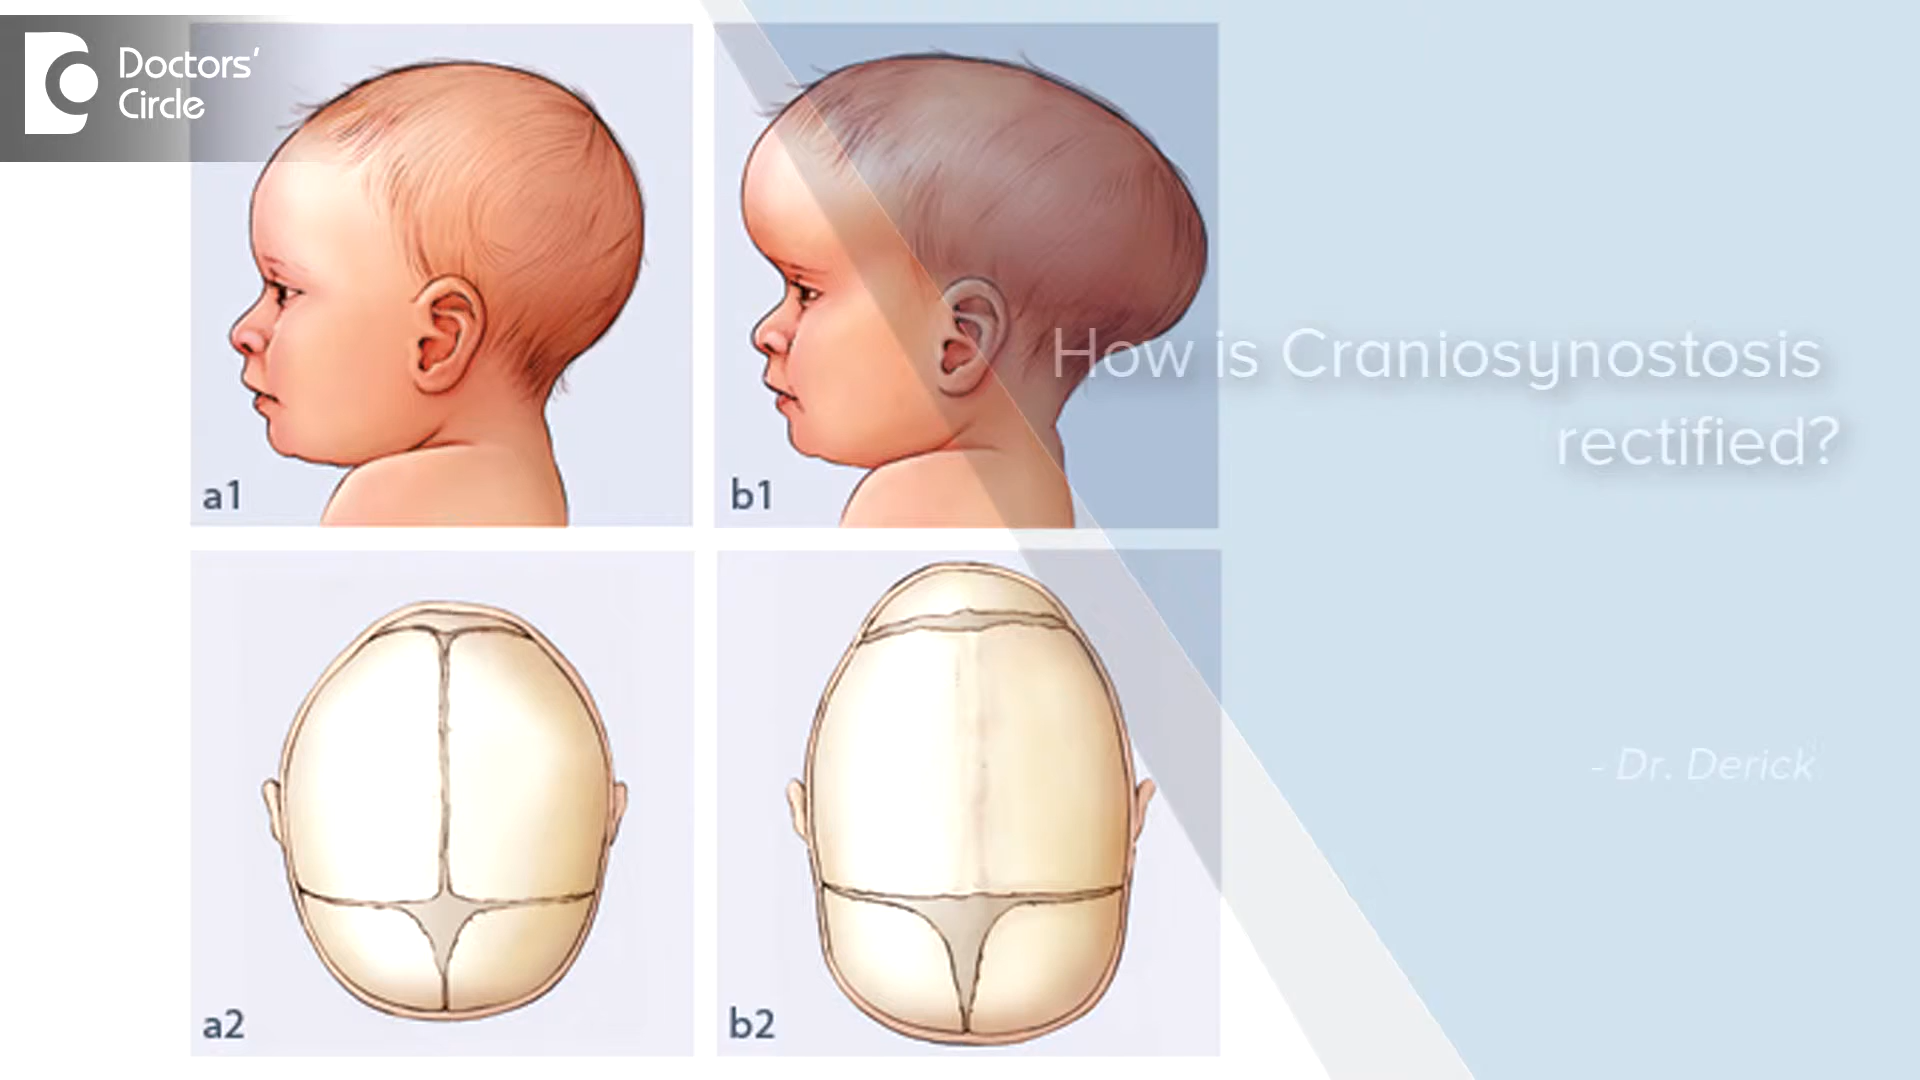 Doctors'
Circle
a1
b1
How is Craniosynostosis
rectified?
- Dr. Derick
a2
b2